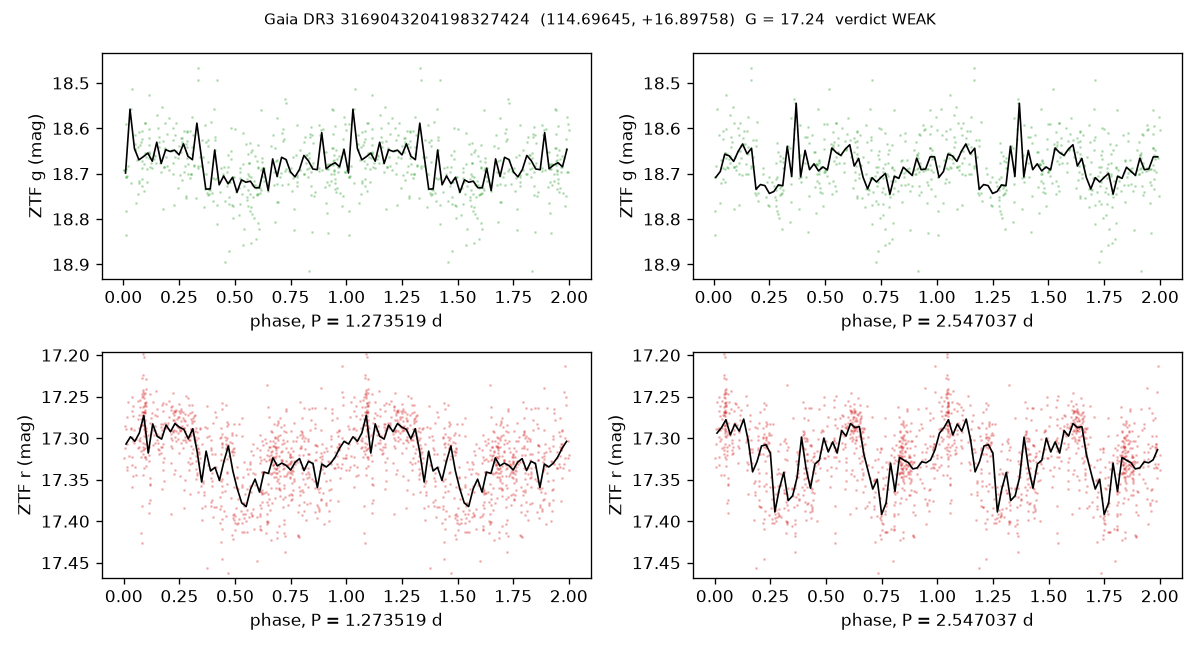 Gaia DR3 3169043204198327424 (114.69645, +16.89758) G = 17.24 verdict WEAK
ZTF g (mag)
18.5
18.6
18.7
18.8
18.9
0.00 0.25 0.50 0.75 1.00 1.25 1.50 1.75 2.00
phase, P = 1.273519 d
ZTF g (mag)
18.5
18.6
18.7
18.8
18.9
0.00 0.25 0.50 0.75 1.00 1.25 1.50 1.75 2.00
phase, P = 2.547037 d
ZTF r (mag)
17.20
17.25
17.30
17.35
17.40
17.45
0.00 0.25 0.50 0.75 1.00 1.25 1.50 1.75 2.00
phase, P = 1.273519 d
ZTF r (mag)
17.20
17.25
17.30
17.35
17.40
17.45
0.00 0.25 0.50 0.75 1.00 1.25 1.50 1.75 2.00
phase, P = 2.547037 d